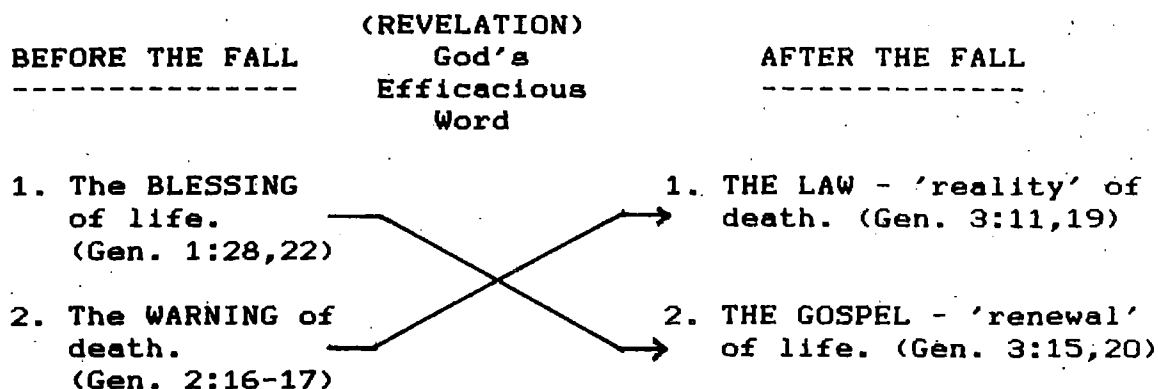 (REVELATION)
BEFORE THE FALL God's AFTER THE FALL
--------------- Efficacious --------------
Word
1. The BLESSING
of life.
(Gen. 1:28,22)
2. The WARNING of
death.
(Gen. 2:16-17)
1. THE LAW - 'reality' of
death. (Gen. 3:11,19)
2. THE GOSPEL - 'renewal'
of life. (Gen. 3:15,20)